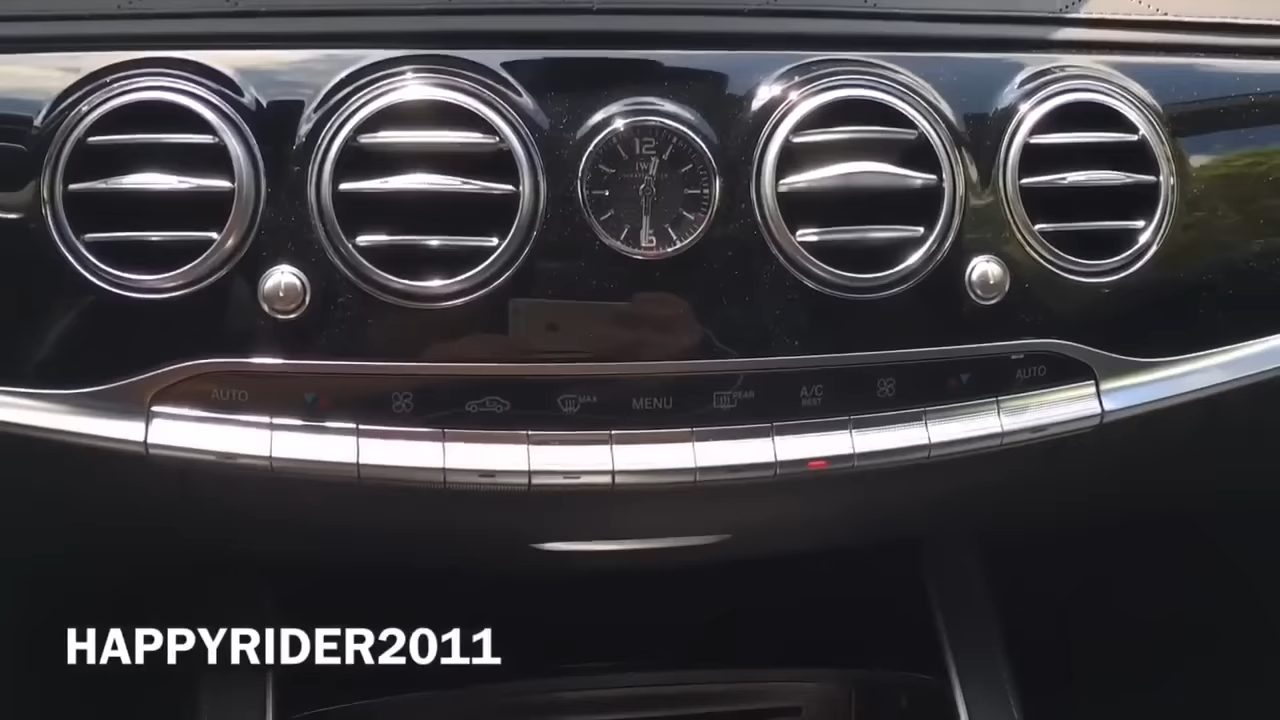 12
IWC
6
AUTO
MAX
MENU
REAR
A/C
REST
AUTO
HAPPYRIDER2011